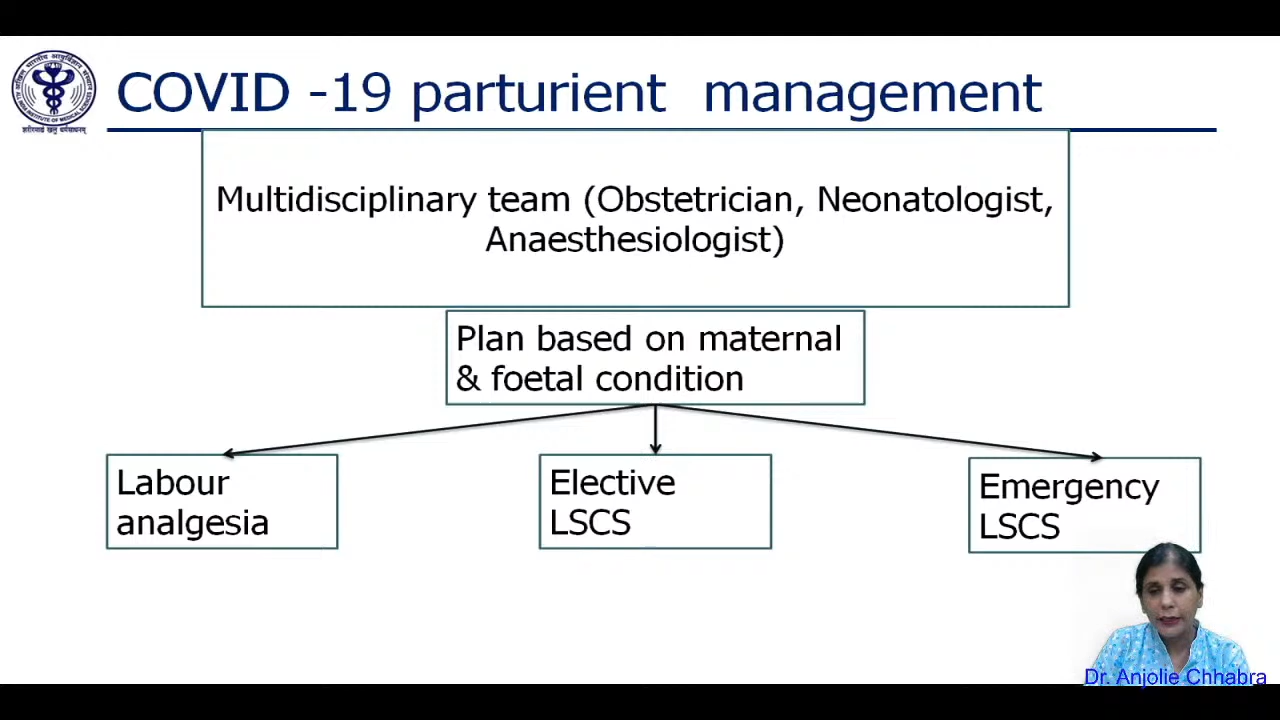 COVID -19 parturient management
Multidisciplinary team (Obstetrician, Neonatologist,
Anaesthesiologist)
Plan based on maternal
& foetal condition
Labour
analgesia
Elective
LSCS
Emergency
LSCS
Dr. Anjolie Chhabra